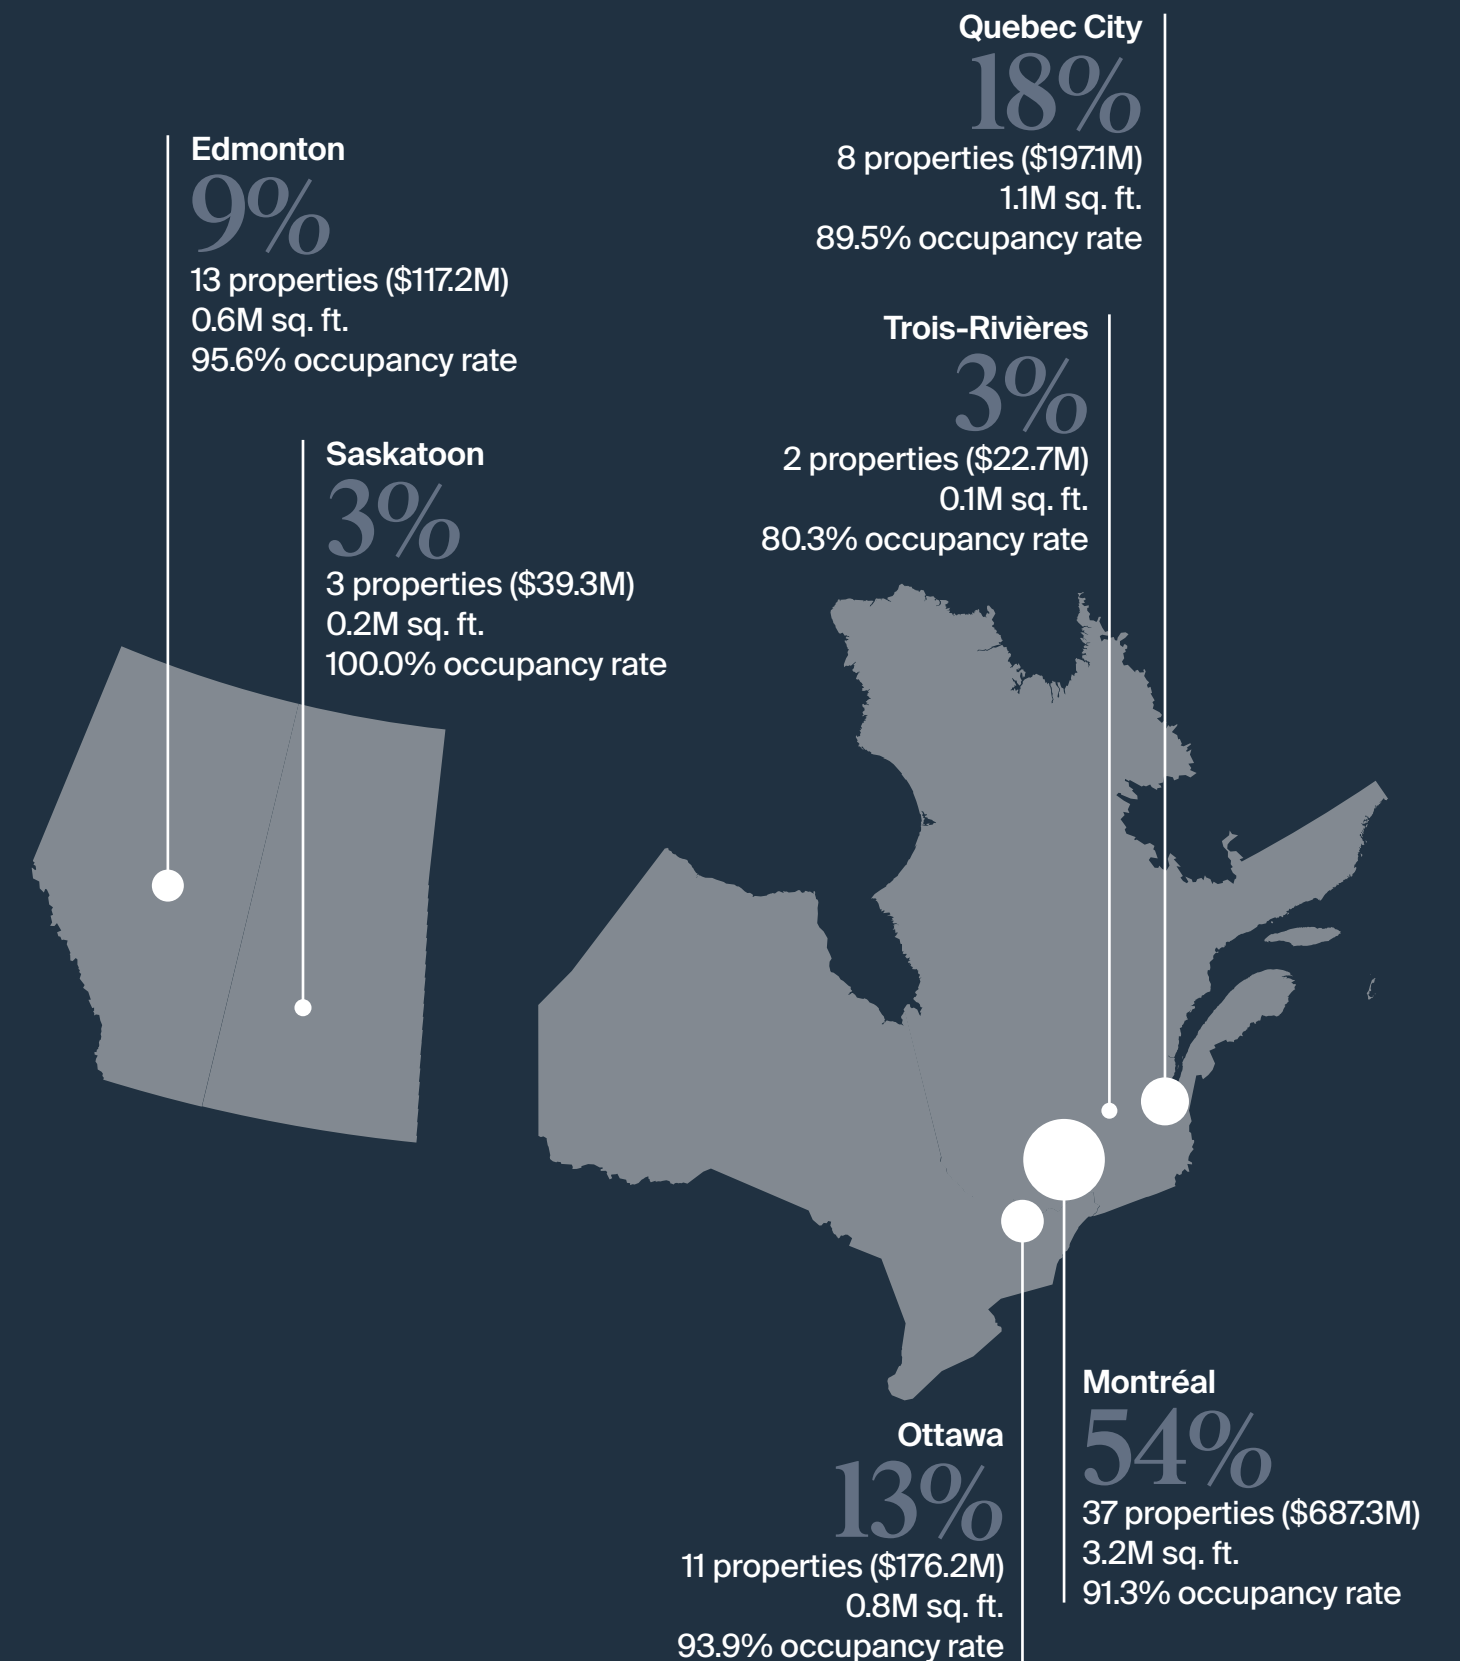 Quebec City
18%
8 properties ($197.1M)
1.1M sq. ft.
89.5% occupancy rate
Edmonton
9%
13 properties ($117.2M)
0.6M sq. ft.
95.6% occupancy rate
Trois-Rivières
3%
2 properties ($22.7M)
0.1M sq. ft.
80.3% occupancy rate
Saskatoon
3%
3 properties ($39.3M)
0.2M sq. ft.
100.0% occupancy rate
Montréal
54%
37 properties ($687.3M)
3.2M sq. ft.
91.3% occupancy rate
Ottawa
13%
11 properties ($176.2M)
0.8M sq. ft.
93.9% occupancy rate